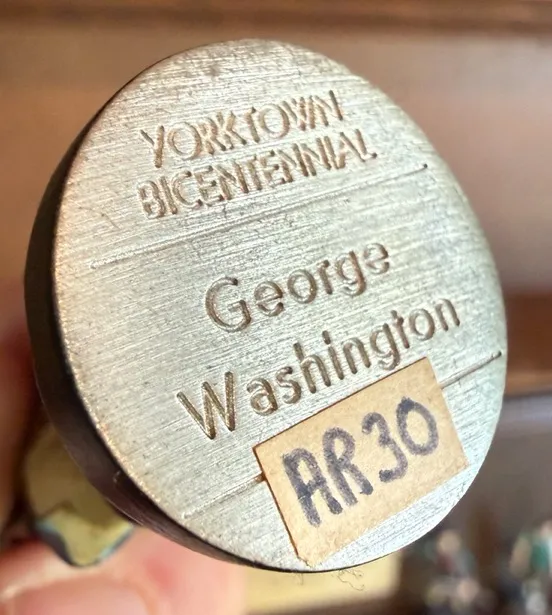 YORKTOWN
BICENTENNIAL
George
Washington
AR30